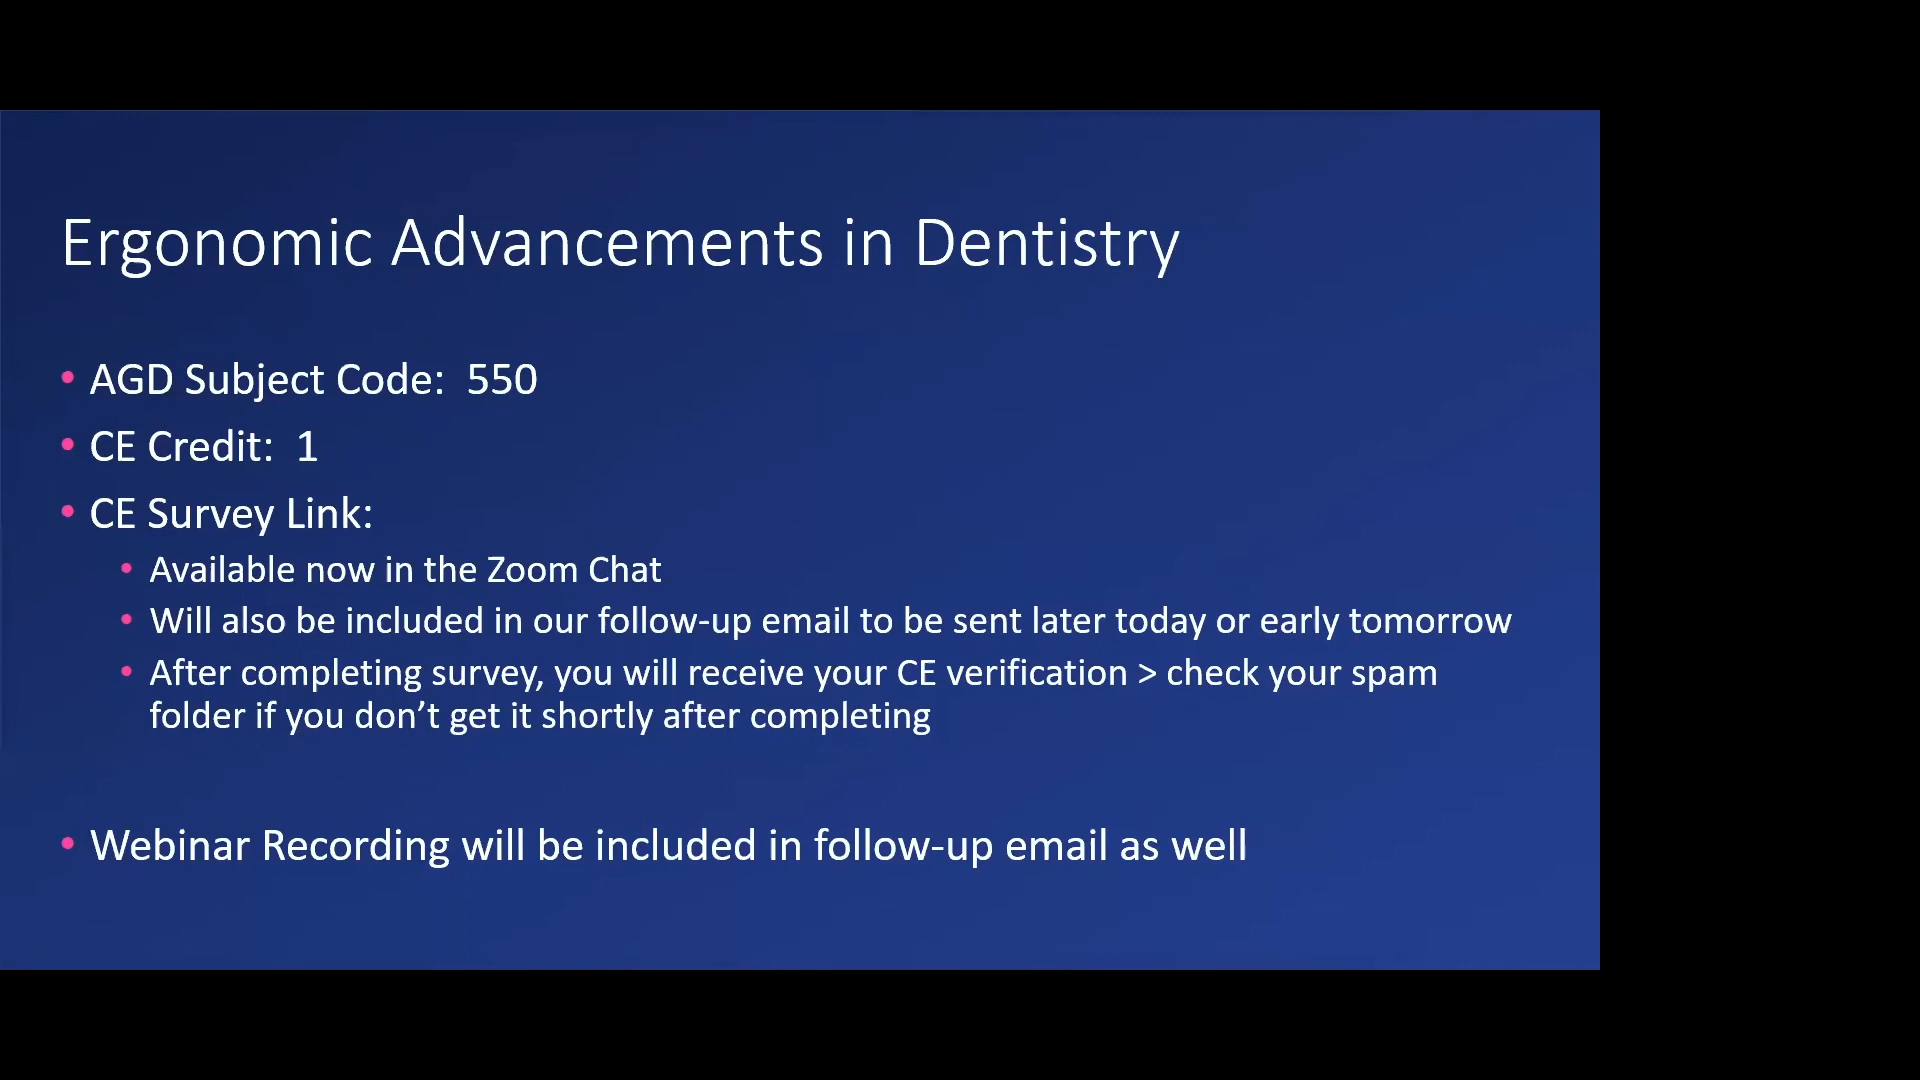 Ergonomic Advancements in Dentistry
• AGD Subject Code:  550
• CE Credit:  1
• CE Survey Link:
• Available now in the Zoom Chat
• Will also be included in our follow-up email to be sent later today or early tomorrow
• After completing survey, you will receive your CE verification > check your spam
folder if you don’t get it shortly after completing
• Webinar Recording will be included in follow-up email as well